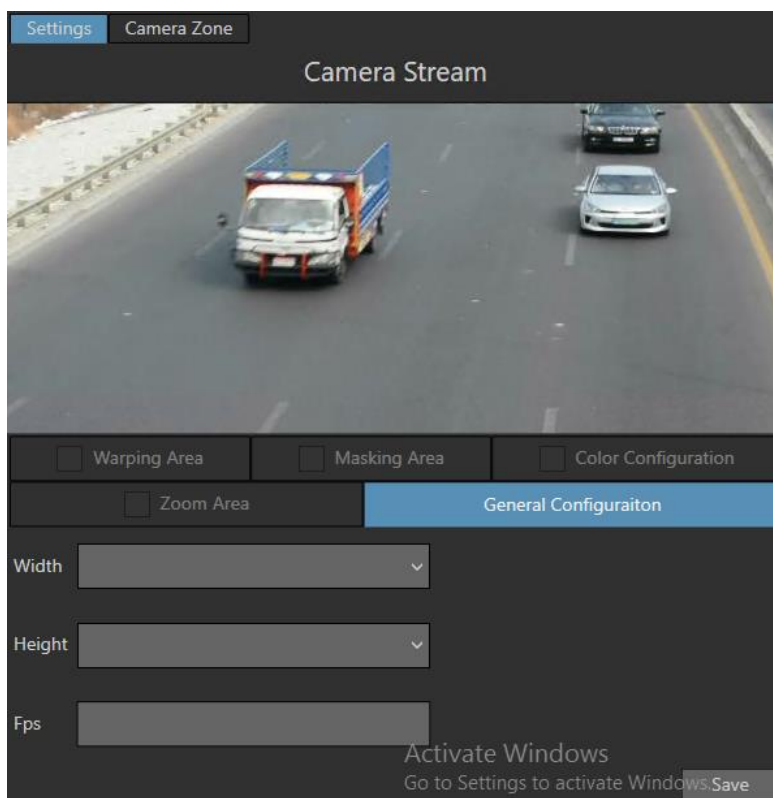 Settings Camera Zone
Camera Stream
Warping Area Masking Area Color Configuration
Zoom Area General Configuraiton
Width
Height
Fps
Activate Windows
Go to Settings to activate Windows. Save